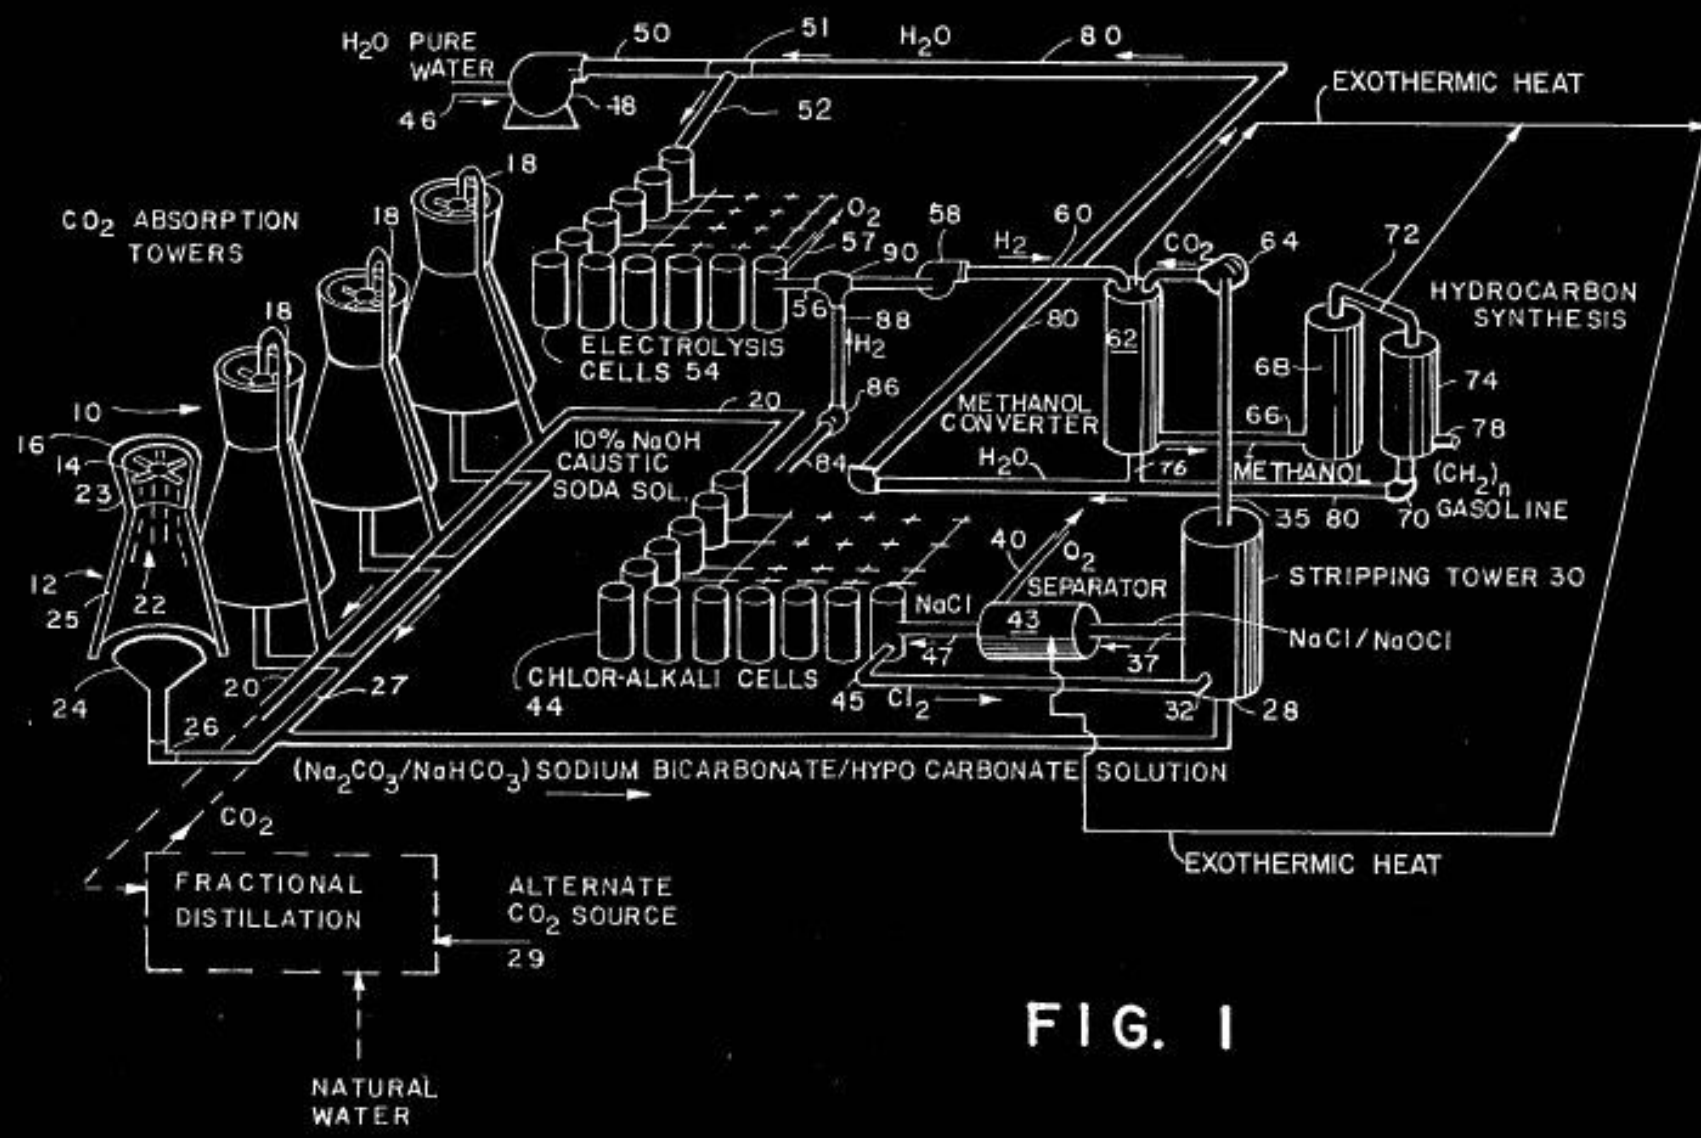 H2O PURE
WATER
46
48
50
51
H2O
80
52
EXOTHERMIC HEAT
CO2 ABSORPTION
TOWERS
18
18
18
O2
57
58
H2
60
CO2
64
72
HYDROCARBON
SYNTHESIS
90
56
88
H2
86
ELECTROLYSIS
CELLS 54
80
62
68
74
10
16
14
23
12
25
22
24
26
20
10% NaOH
CAUSTIC
SODA SOL.
84
METHANOL
CONVERTER
66
78
H2O
76
METHANOL
(CH2)n
GASOLINE
35
80
70
40
O2
SEPARATOR
43
STRIPPING TOWER 30
NaCl
NaCl/NaOCl
47
37
CHLOR-ALKALI CELLS
44
45
Cl2
32
28
20
27
(Na2CO3/NaHCO3) SODIUM BICARBONATE/HYPO CARBONATE SOLUTION
CO2
EXOTHERMIC HEAT
FRACTIONAL
DISTILLATION
ALTERNATE
CO2 SOURCE
29
NATURAL
WATER
FIG. 1